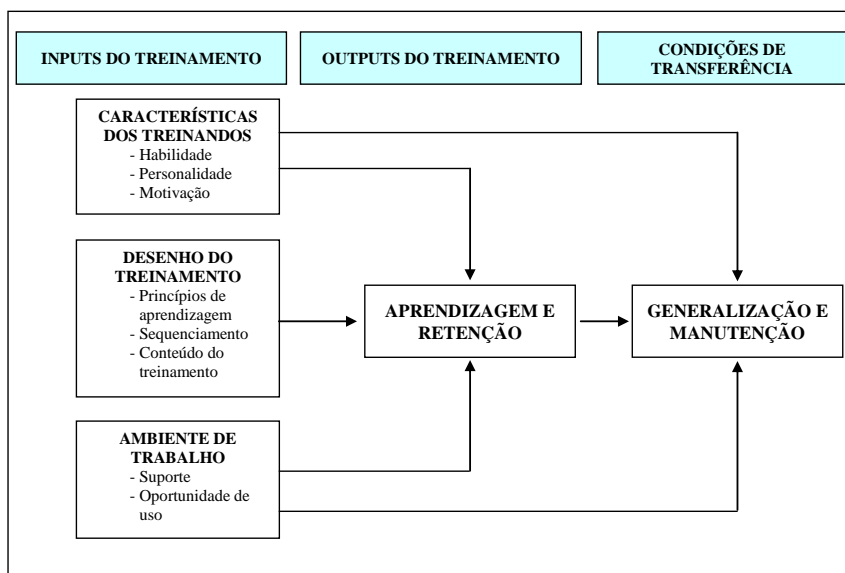 INPUTS DO TREINAMENTO
OUTPUTS DO TREINAMENTO
CONDIÇÕES DE
TRANSFERÊNCIA
CARACTERÍSTICAS
DOS TREINANDOS
- Habilidade
- Personalidade
- Motivação
DESENHO DO
TREINAMENTO
- Princípios de
aprendizagem
- Sequenciamento
- Conteúdo do
treinamento
APRENDIZAGEM E
RETENÇÃO
GENERALIZAÇÃO E
MANUTENÇÃO
AMBIENTE DE
TRABALHO
- Suporte
- Oportunidade de
uso